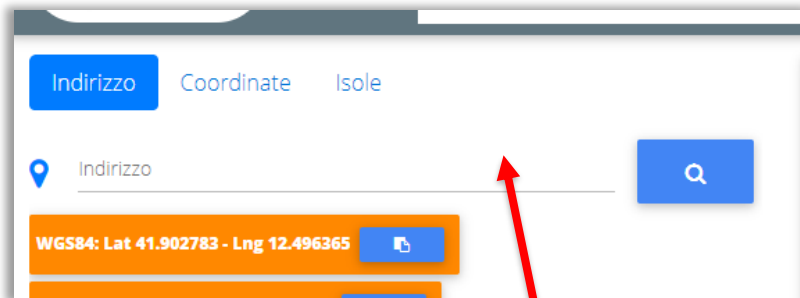 Indirizzo Coordinate Isole
Indirizzo
WGS84: Lat 41.902783 - Lng 12.496365